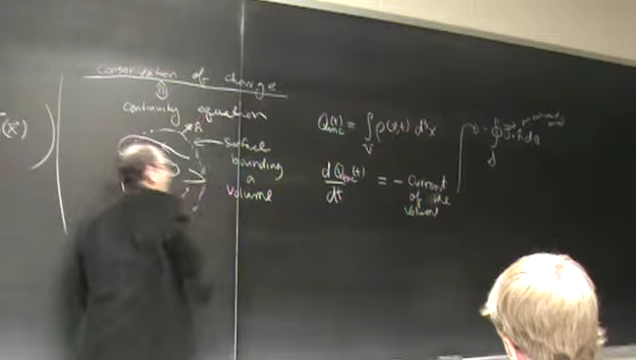 (x⃗)
conservation of charge
⇓
continuity equation
n̂
surface
bounding
a
volume
Q_enc(t) = ∫_V ρ(x⃗,t) d³x
dQ_enc(t)/dt = - current
of the
volume
- ∮_S J⃗·n̂ da